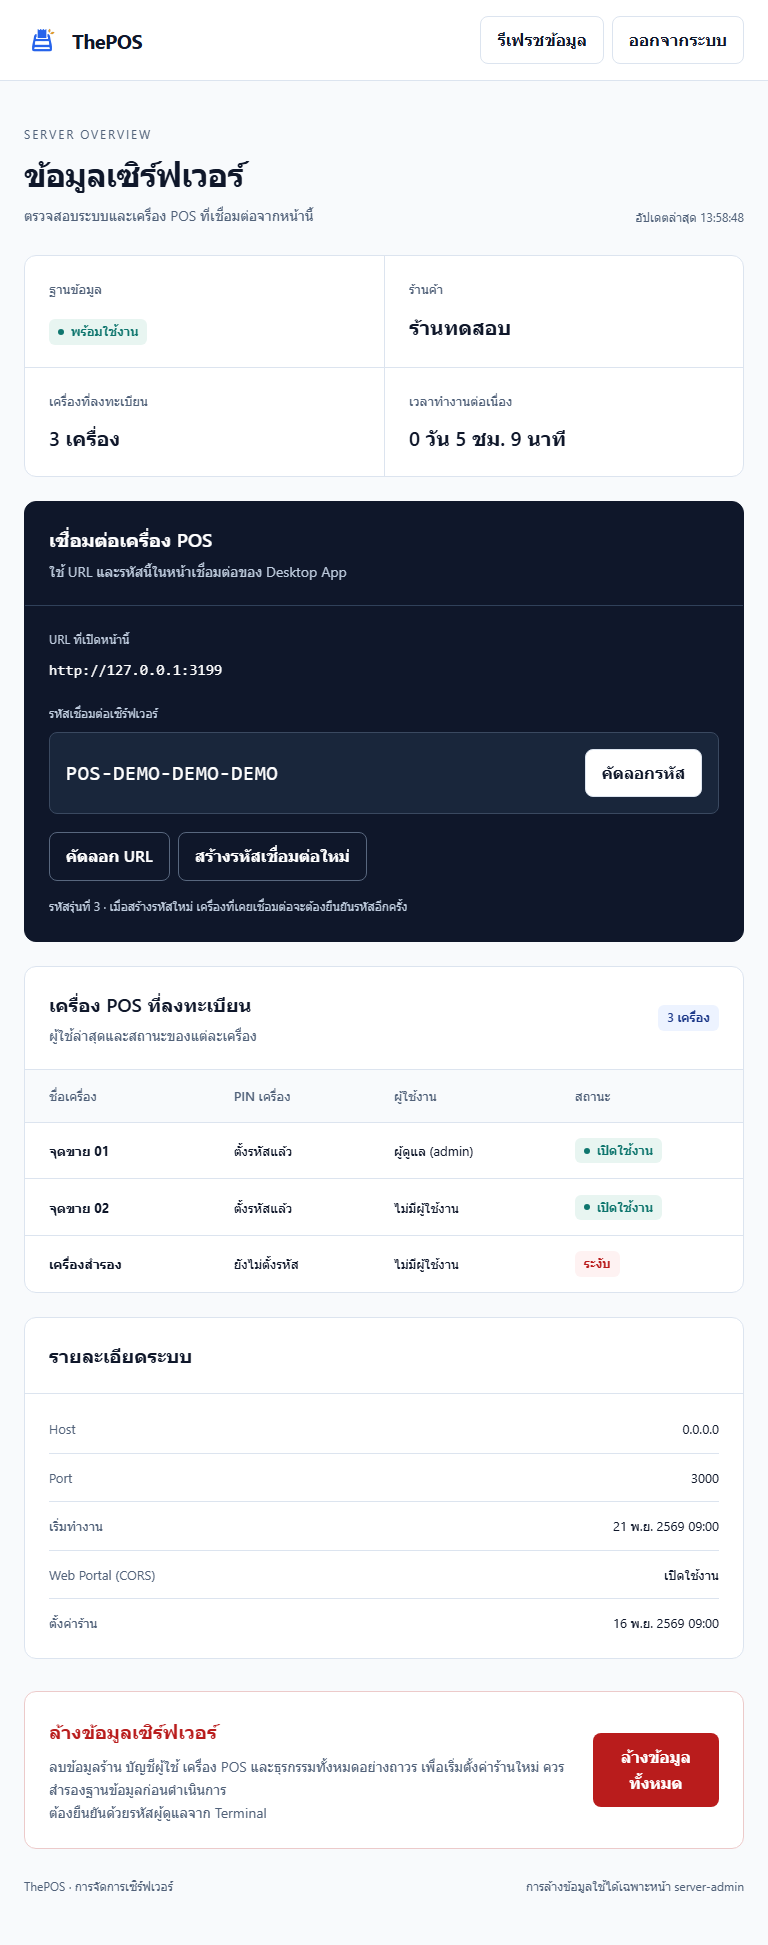 ThePOS
รีเฟรชข้อมูล
ออกจากระบบ
SERVER OVERVIEW
ข้อมูลเซิร์ฟเวอร์
ตรวจสอบระบบและเครื่อง POS ที่เชื่อมต่อจากหน้านี้
อัปเดตล่าสุด 13:58:48
ฐานข้อมูล
พร้อมใช้งาน
ร้านค้า
ร้านทดสอบ
เครื่องที่ลงทะเบียน
3 เครื่อง
เวลาทำงานต่อเนื่อง
0 วัน 5 ชม. 9 นาที
เชื่อมต่อเครื่อง POS
ใช้ URL และรหัสนี้ในหน้าเชื่อมต่อของ Desktop App
URL ที่เปิดหน้านี้
http://127.0.0.1:3199
รหัสเชื่อมต่อเซิร์ฟเวอร์
POS-DEMO-DEMO-DEMO
คัดลอกรหัส
คัดลอก URL
สร้างรหัสเชื่อมต่อใหม่
รหัสรุ่นที่ 3 · เมื่อสร้างรหัสใหม่ เครื่องที่เคยเชื่อมต่อจะต้องยืนยันรหัสอีกครั้ง
เครื่อง POS ที่ลงทะเบียน
ผู้ใช้ล่าสุดและสถานะของแต่ละเครื่อง
3 เครื่อง
ชื่อเครื่อง PIN เครื่อง ผู้ใช้งาน สถานะ
จุดขาย 01 ตั้งรหัสแล้ว ผู้ดูแล (admin) เปิดใช้งาน
จุดขาย 02 ตั้งรหัสแล้ว ไม่มีผู้ใช้งาน เปิดใช้งาน
เครื่องสำรอง ยังไม่ตั้งรหัส ไม่มีผู้ใช้งาน ระงับ
รายละเอียดระบบ
Host 0.0.0.0
Port 3000
เริ่มทำงาน 21 พ.ย. 2569 09:00
Web Portal (CORS) เปิดใช้งาน
ตั้งค่าร้าน 16 พ.ย. 2569 09:00
ล้างข้อมูลเซิร์ฟเวอร์
ลบข้อมูลร้าน บัญชีผู้ใช้ เครื่อง POS และธุรกรรมทั้งหมดอย่างถาวร เพื่อเริ่มตั้งค่าร้านใหม่ ควร
สำรองฐานข้อมูลก่อนดำเนินการ
ต้องยืนยันด้วยรหัสผู้ดูแลจาก Terminal
ล้างข้อมูล
ทั้งหมด
ThePOS · การจัดการเซิร์ฟเวอร์
การล้างข้อมูลใช้ได้เฉพาะหน้า server-admin